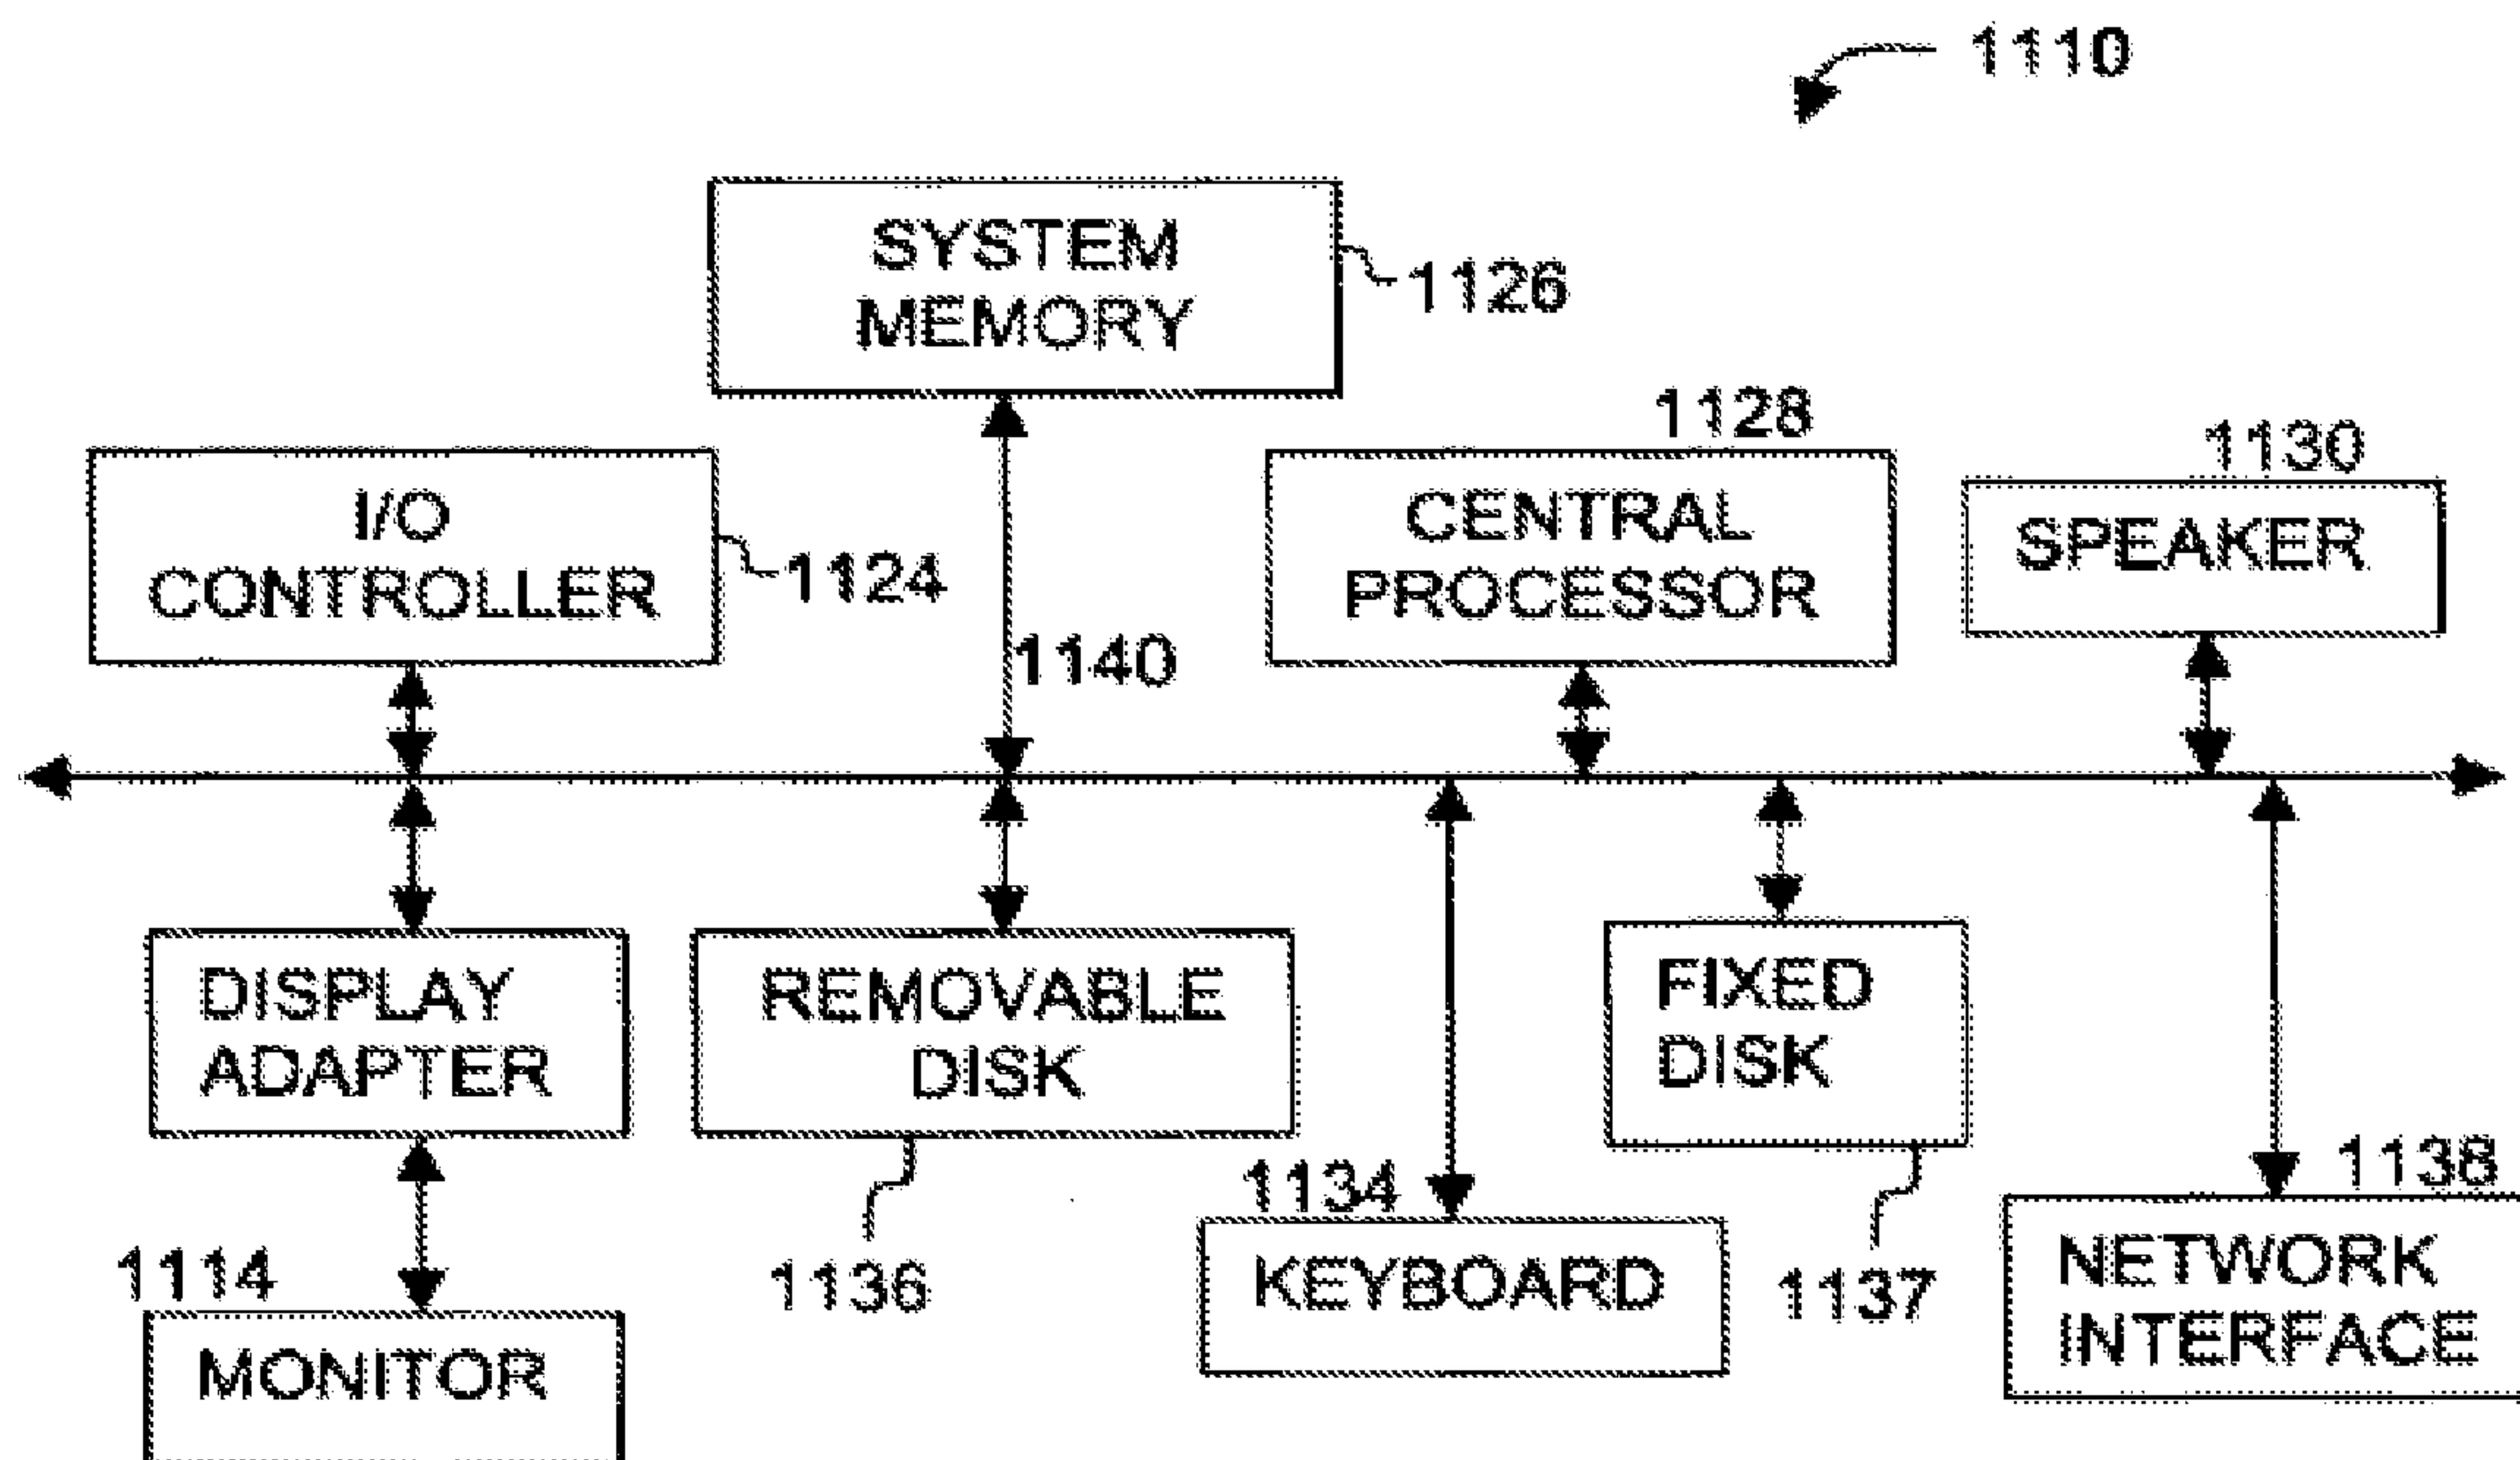 1110
SYSTEM
MEMORY
1126
1128
1130
I/O
CONTROLLER
1124
CENTRAL
PROCESSOR
SPEAKER
1140
DISPLAY
ADAPTER
REMOVABLE
DISK
FIXED
DISK
1114
1136
1134
1137
1138
MONITOR
KEYBOARD
NETWORK
INTERFACE